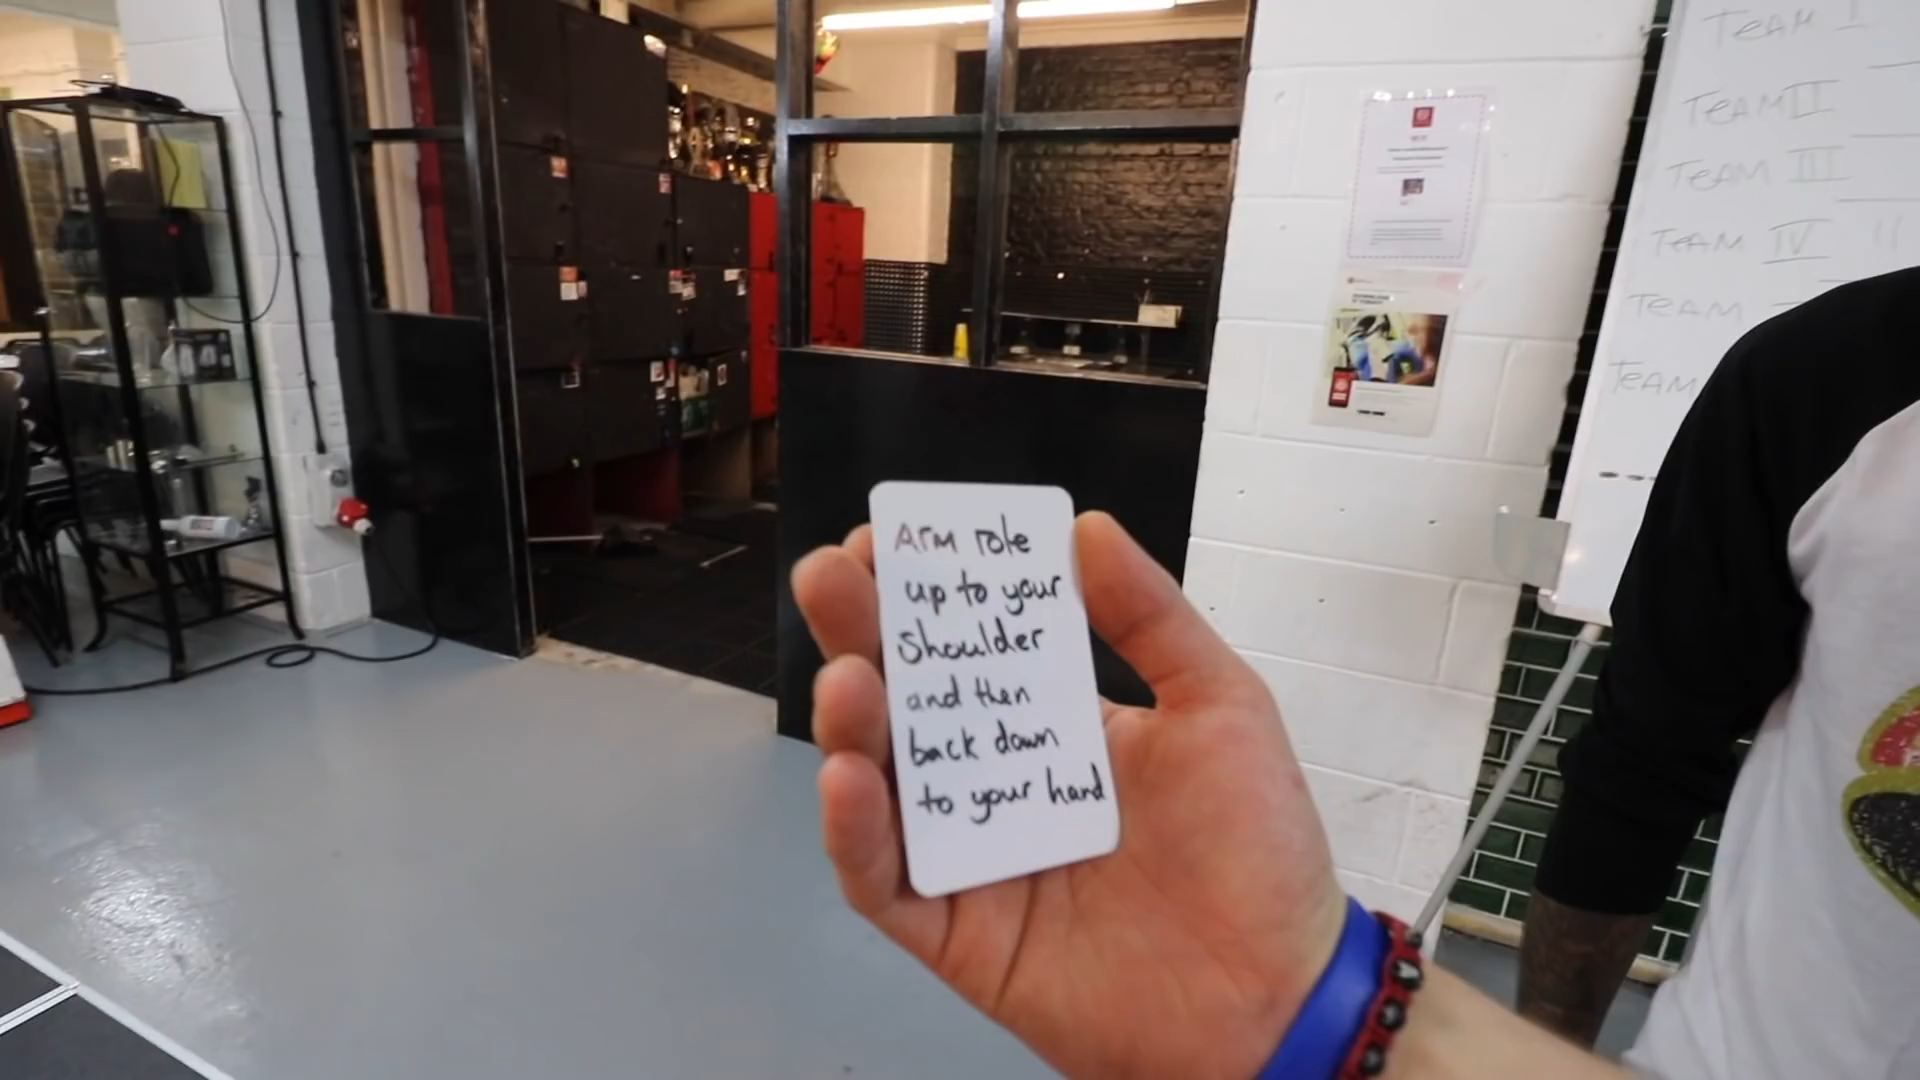 Arm role
up to your
shoulder
and then
back down
to your hand
TEAM I
TEAM II
TEAM III
TEAM IV
TEAM
TEAM